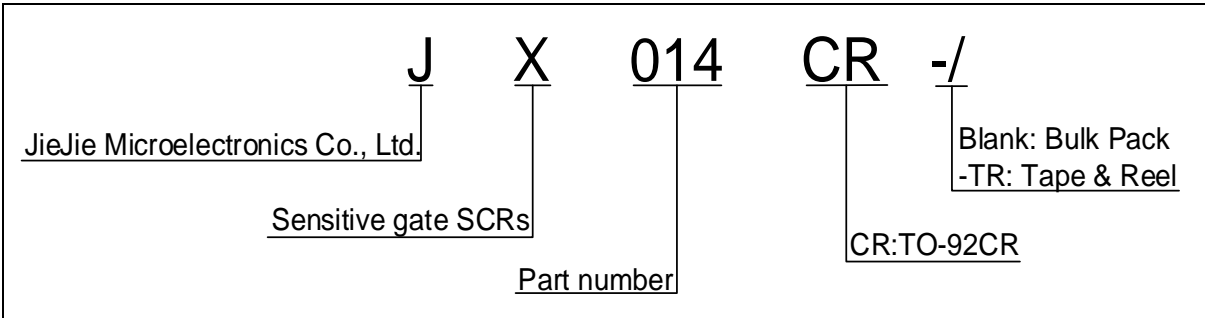 J X 014 CR -/
JieJie Microelectronics Co., Ltd.
Blank: Bulk Pack
-TR: Tape & Reel
Sensitive gate SCRs
CR:TO-92CR
Part number